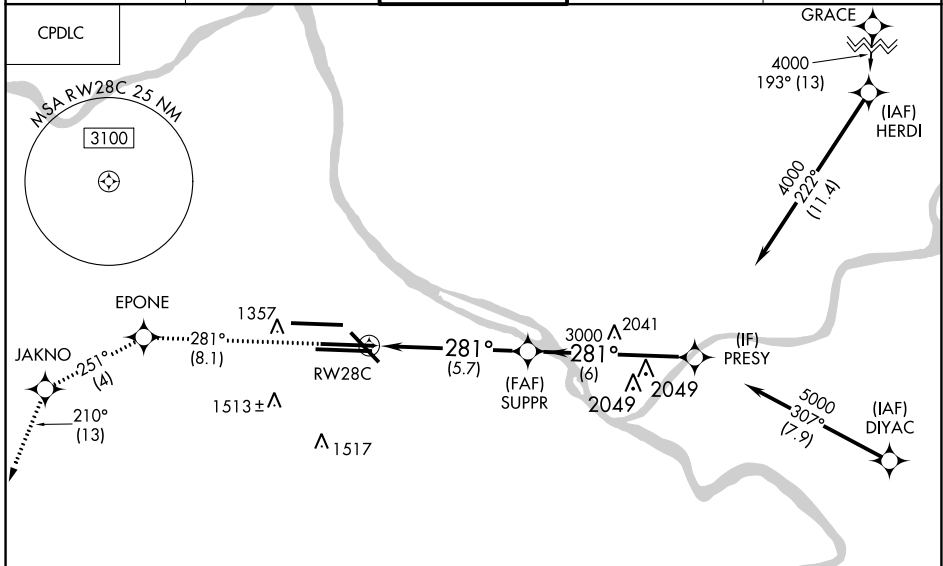 CPDLC
MSA RW28C 25 NM
3100
GRACE
4000
193° (13)
(IAF)
HERDI
4000
222°
(11.4)
EPONE
1357
281°
(8.1)
JAKNO
251°
(4)
210°
(13)
RW28C
281°
(5.7)
(FAF)
SUPPR
3000
2041
281°
(6)
(IF)
PRESY
2049
2049
1513 ±
1517
5000
307°
(7.9)
(IAF)
DIYAC